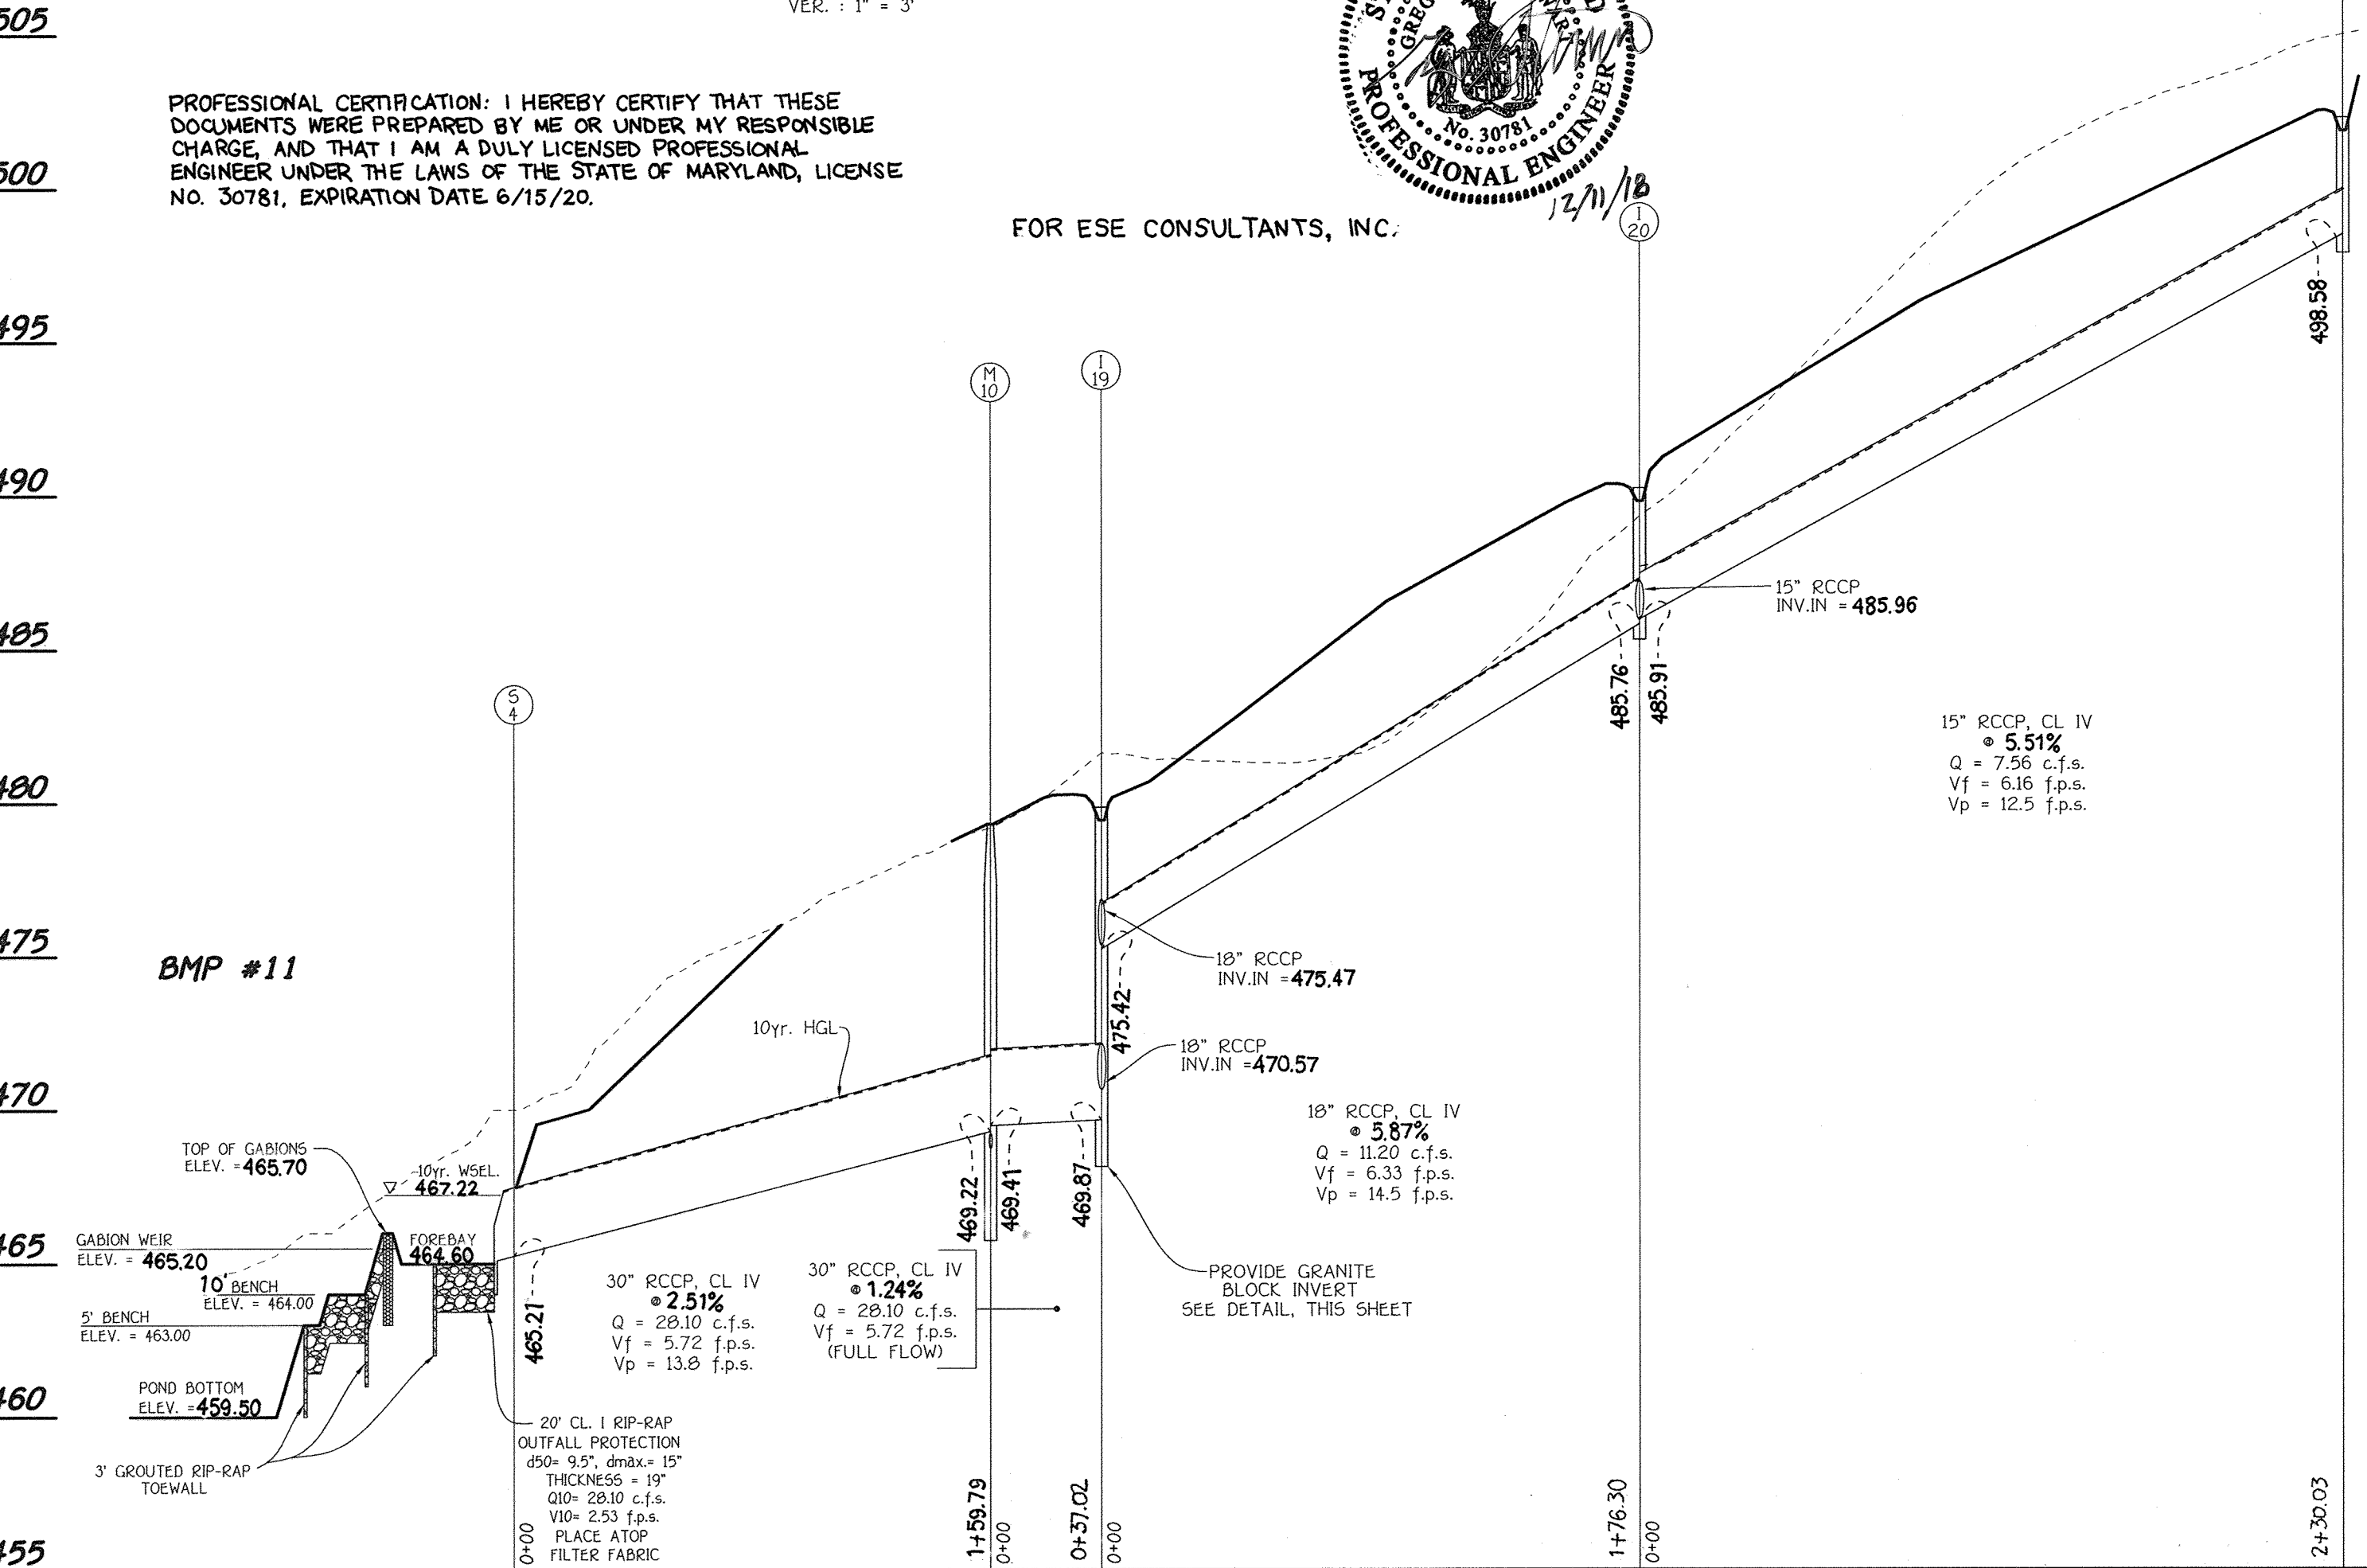 VER. : 1" = 3'
505
500
495
490
485
480
475
470
465
460
455
PROFESSIONAL CERTIFICATION: I HEREBY CERTIFY THAT THESE
DOCUMENTS WERE PREPARED BY ME OR UNDER MY RESPONSIBLE
CHARGE, AND THAT I AM A DULY LICENSED PROFESSIONAL
ENGINEER UNDER THE LAWS OF THE STATE OF MARYLAND, LICENSE
NO. 30781, EXPIRATION DATE 6/15/20.
No. 30781
PROFESSIONAL ENGINEER
12/11/18
FOR ESE CONSULTANTS, INC.
I
20
M
10
I
19
S
4
498.58
15" RCCP
INV.IN = 485.96
485.76
485.91
15" RCCP, CL IV
@ 5.51%
Q = 7.56 c.f.s.
Vf = 6.16 f.p.s.
Vp = 12.5 f.p.s.
BMP #11
18" RCCP
INV.IN = 475.47
475.42
10yr. HGL
18" RCCP
INV.IN = 470.57
18" RCCP, CL IV
@ 5.87%
Q = 11.20 c.f.s.
Vf = 6.33 f.p.s.
Vp = 14.5 f.p.s.
TOP OF GABIONS
ELEV. = 465.70
10yr. WSEL.
467.22
GABION WEIR
ELEV. = 465.20
FOREBAY
464.60
10' BENCH
ELEV. = 464.00
5' BENCH
ELEV. = 463.00
POND BOTTOM
ELEV. = 459.50
3' GROUTED RIP-RAP
TOEWALL
465.21
469.22
469.41
469.87
30" RCCP, CL IV
@ 2.51%
Q = 28.10 c.f.s.
Vf = 5.72 f.p.s.
Vp = 13.8 f.p.s.
30" RCCP, CL IV
@ 1.24%
Q = 28.10 c.f.s.
Vf = 5.72 f.p.s.
(FULL FLOW)
PROVIDE GRANITE
BLOCK INVERT
SEE DETAIL, THIS SHEET
20' CL. I RIP-RAP
OUTFALL PROTECTION
d50= 9.5", dmax.= 15"
THICKNESS = 19"
Q10= 28.10 c.f.s.
V10= 2.53 f.p.s.
PLACE ATOP
FILTER FABRIC
0+00
1+59.79
0+00
0+37.02
0+00
1+76.30
0+00
2+30.03